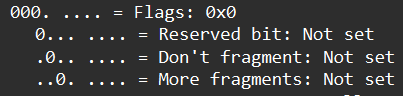 000. .... = Flags: 0x0
0... .... = Reserved bit: Not set
.0.. .... = Don't fragment: Not set
..0. .... = More fragments: Not set